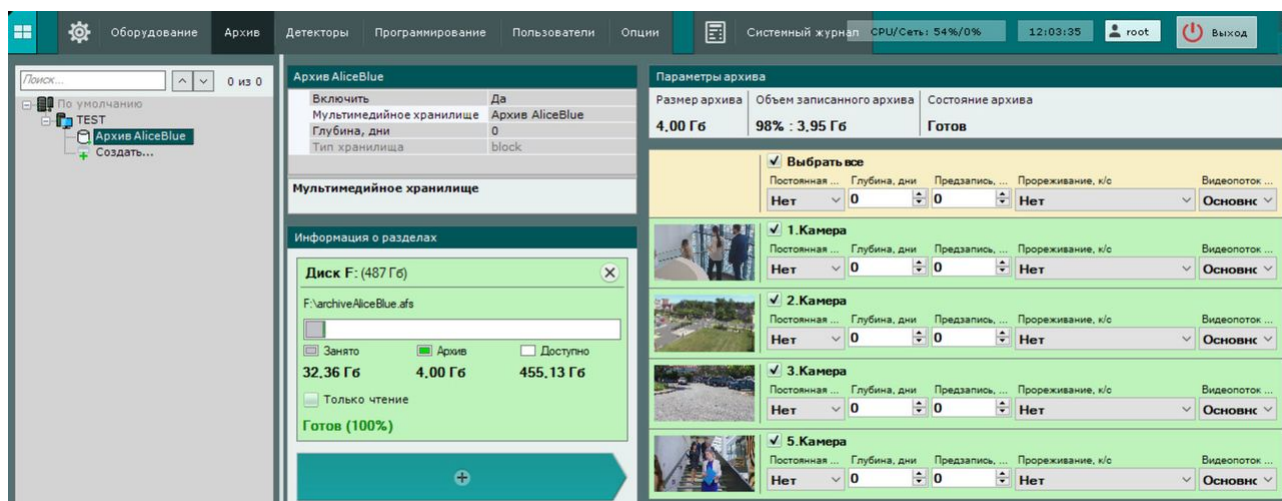 Оборудование Архив Детекторы Программирование Пользователи Опции Системный журнал CPU/Сеть: 54%/0% 12:03:35 root Выход
Поиск... 0 из 0
По умолчанию
TEST
Архив AliceBlue
Создать...
Архив AliceBlue
Включить Да
Мультимедийное хранилище Архив AliceBlue
Глубина, дни 0
Тип хранилища block
Мультимедийное хранилище
Информация о разделах
Диск F: (487 Гб)
F:\archiveAliceBlue.afs
Занято Архив Доступно
32,36 Гб 4,00 Гб 455,13 Гб
Только чтение
Готов (100%)
Параметры архива
Размер архива Объем записанного архива Состояние архива
4,00 Гб 98% : 3,95 Гб Готов
Выбрать все
Постоянная ... Глубина, дни Предзапись, ... Прореживание, к/с Видеопоток ...
Нет 0 0 Нет Основнс
1.Камера
Постоянная ... Глубина, дни Предзапись, ... Прореживание, к/с Видеопоток ...
Нет 0 0 Нет Основнс
2.Камера
Постоянная ... Глубина, дни Предзапись, ... Прореживание, к/с Видеопоток ...
Нет 0 0 Нет Основнс
3.Камера
Постоянная ... Глубина, дни Предзапись, ... Прореживание, к/с Видеопоток ...
Нет 0 0 Нет Основнс
5.Камера
Постоянная ... Глубина, дни Предзапись, ... Прореживание, к/с Видеопоток ...
Нет 0 0 Нет Основнс